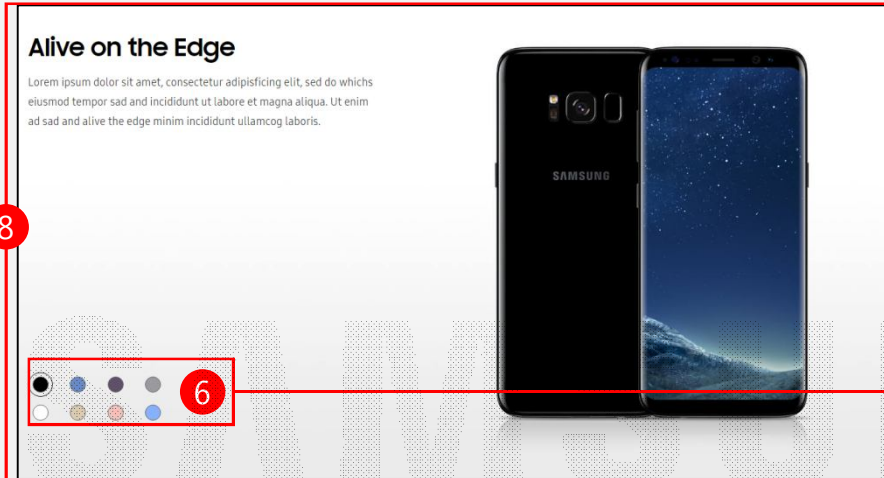 Alive on the Edge
Lorem ipsum dolor sit amet, consectetur adipisficing elit, sed do whichs
eiusmod tempor sad and incididunt ut labore et magna aliqua. Ut enim
ad sad and alive the edge minim incididunt ullamcog laboris.
SAMSUNG
8
6
SAMSU